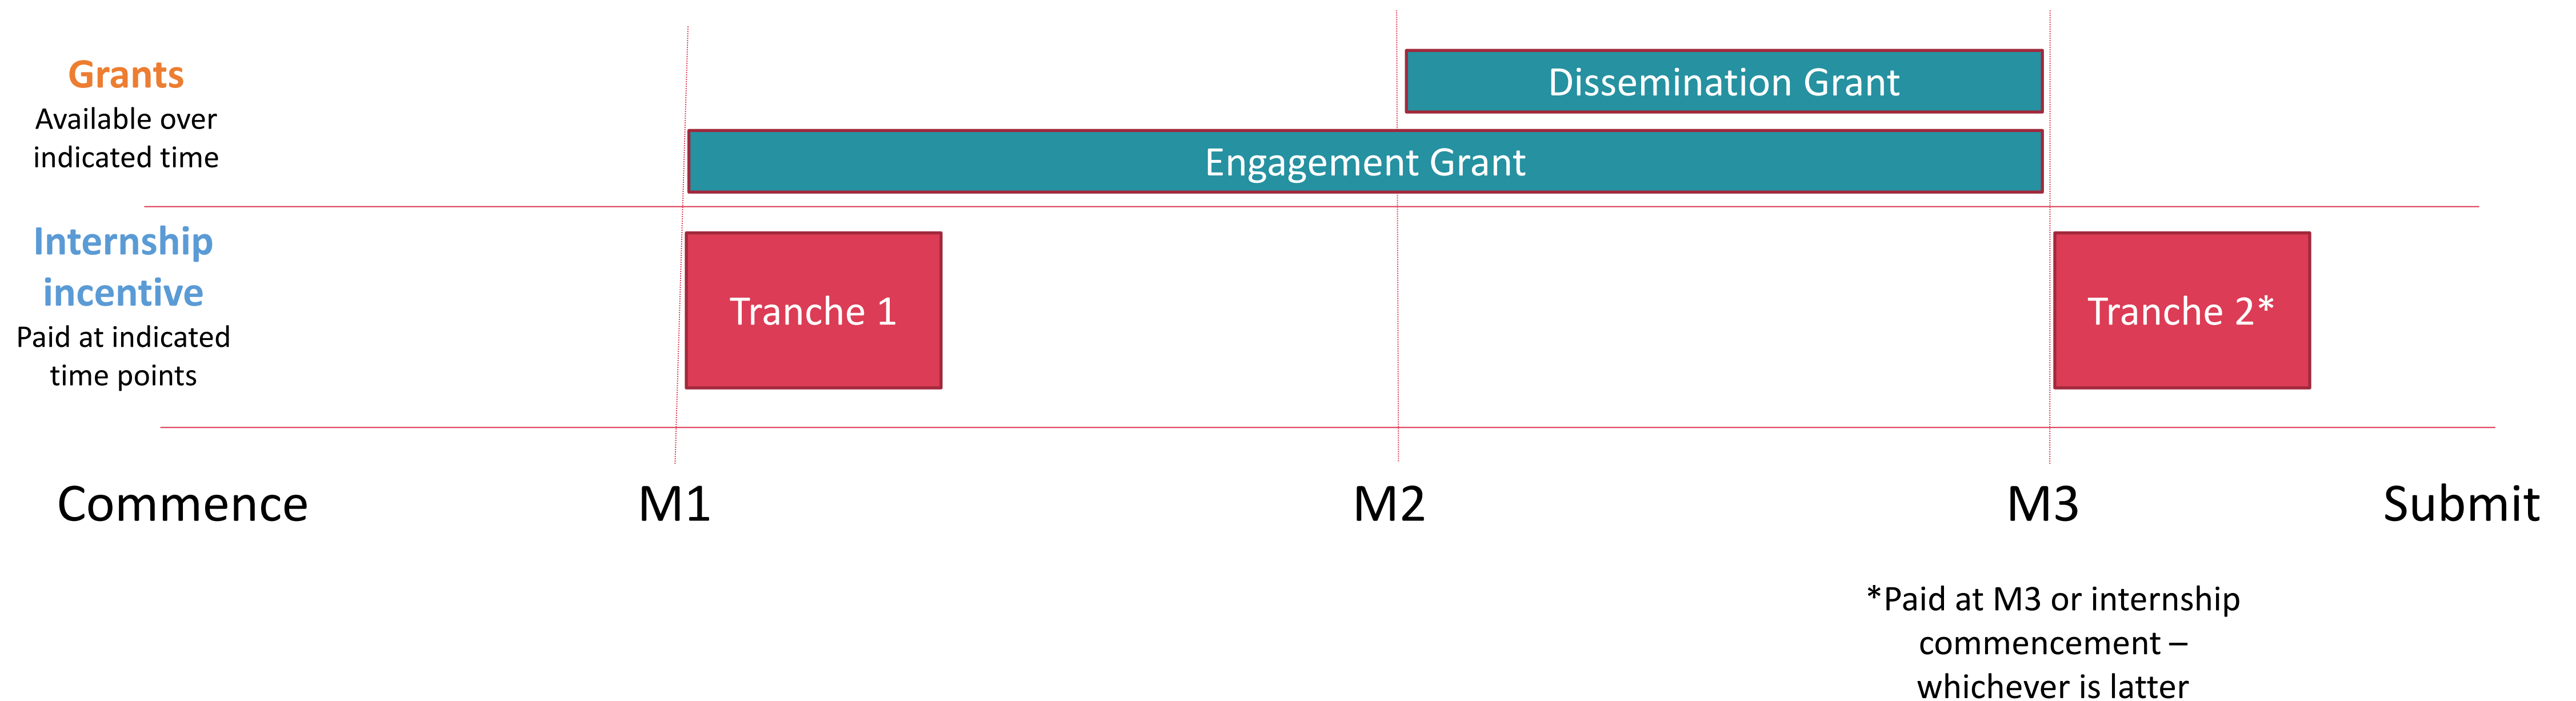 Grants
Available over
indicated time
Dissemination Grant
Engagement Grant
Internship
incentive
Paid at indicated
time points
Tranche 1
Tranche 2*
Commence
M1
M2
M3
Submit
*Paid at M3 or internship
commencement –
whichever is latter